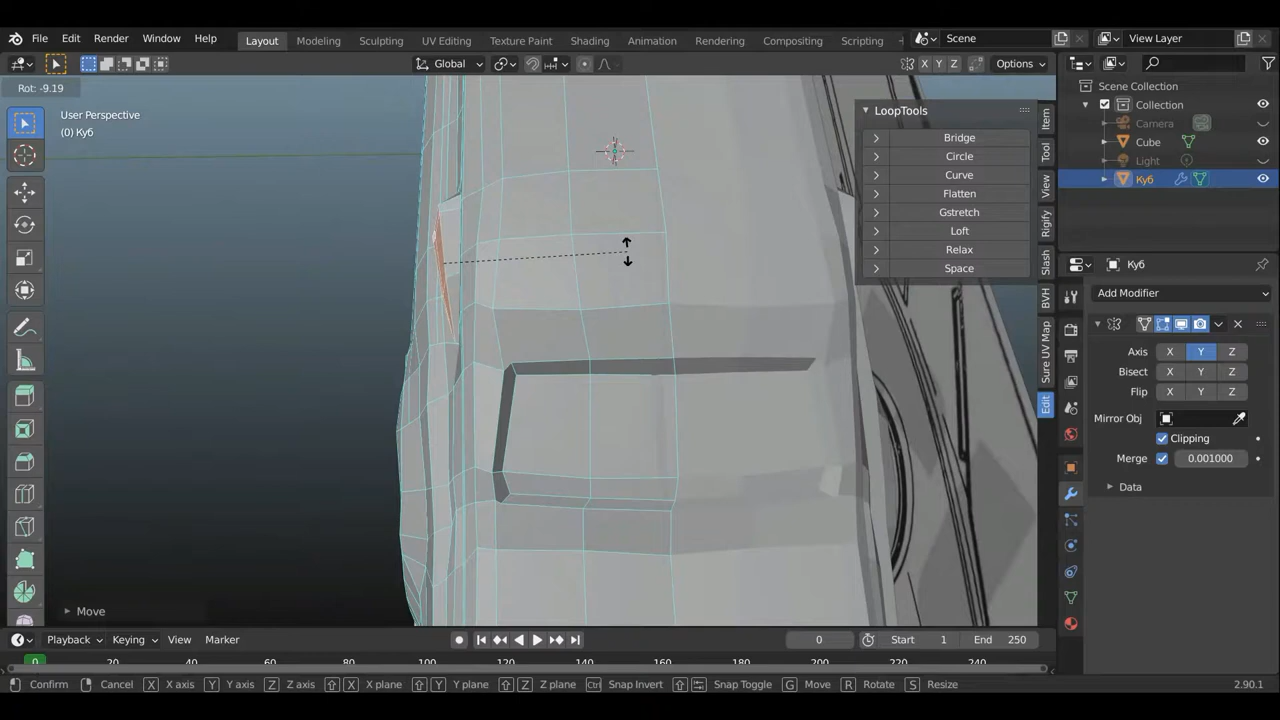 File Edit Render Window Help Layout Modeling Sculpting UV Editing Texture Paint Shading Animation Rendering Compositing Scripting Scene View Layer
Global X Y Z Options
Rot: -9.19
User Perspective
(0) Куб
LoopTools
Bridge
Circle
Curve
Flatten
Gstretch
Loft
Relax
Space
Item
Tool
View
Rigify
Slash
BVH
Sure UV Map
Edit
Scene Collection
Collection
Camera
Cube
Light
Куб
Куб
Add Modifier
Axis X Y Z
Bisect X Y Z
Flip X Y Z
Mirror Obj
Clipping
Merge 0.001000
Data
Move
Playback Keying View Marker 0 Start 1 End 250
0 20 40 60 80 100 120 140 160 180 200 220 240
Confirm Cancel X X axis Y Y axis Z Z axis X X plane Y Y plane Z Z plane Ctrl Snap Invert Snap Toggle G Move R Rotate S Resize 2.90.1